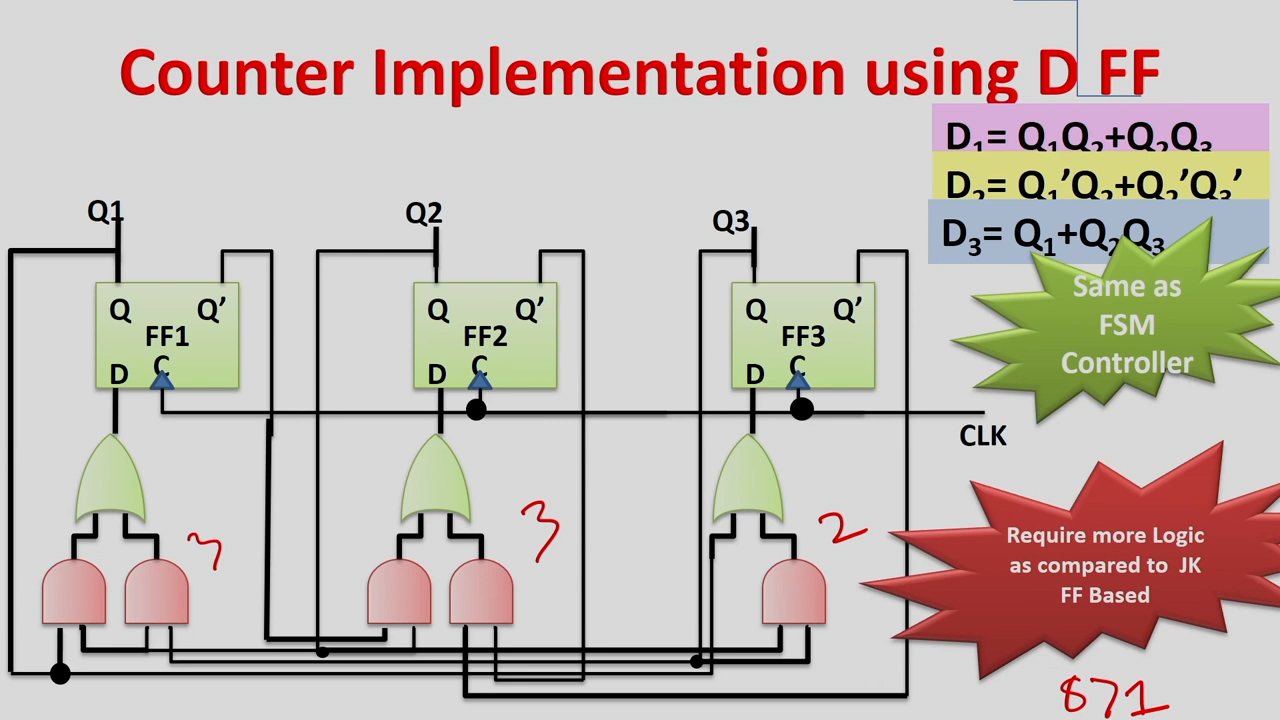 Counter Implementation using D FF
D₁= Q₁Q₂+Q₂Q₃
D₂= Q₁’Q₂+Q₂’Q₃’
D₃= Q₁+Q₂Q₃
Q1
Q2
Q3
Q Q’
FF1
D C
Q Q’
FF2
D C
Q Q’
FF3
D C
Same as
FSM
Controller
CLK
3
3
2
Require more Logic
as compared to JK
FF Based
871